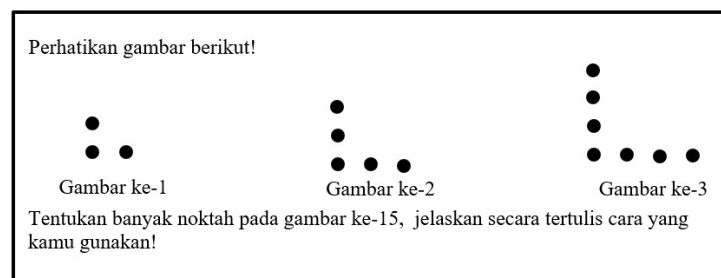 Perhatikan gambar berikut!
Gambar ke-1
Gambar ke-2
Gambar ke-3
Tentukan banyak noktah pada gambar ke-15, jelaskan secara tertulis cara yang
kamu gunakan!